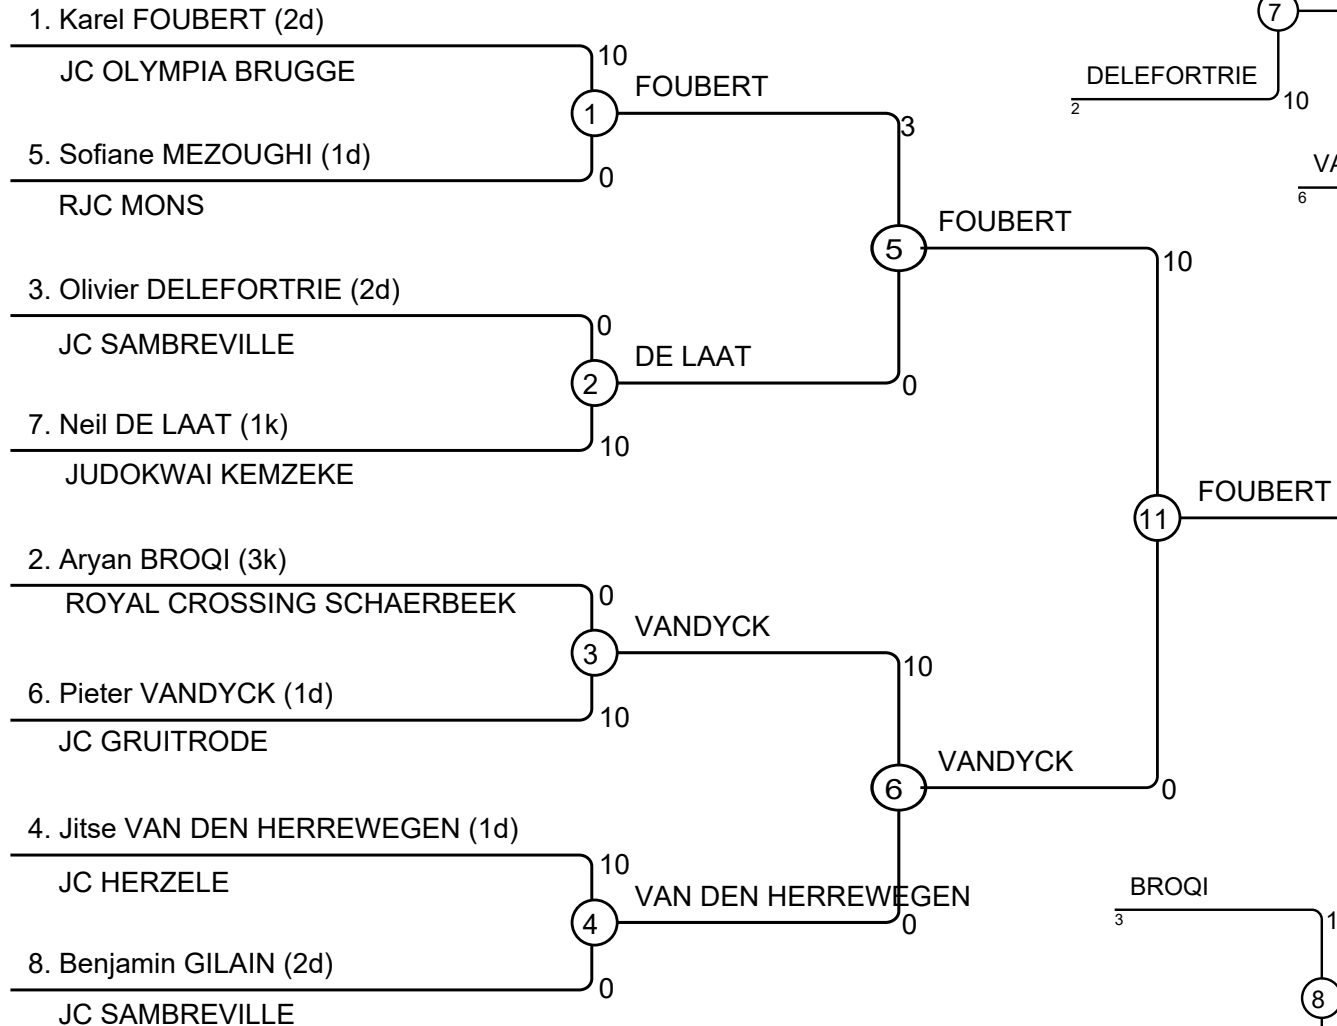 1. Karel FOUBERT (2d)
JC OLYMPIA BRUGGE
10
1
FOUBERT
5. Sofiane MEZOUGHI (1d)
0
RJC MONS
3
5
FOUBERT
3. Olivier DELEFORTRIE (2d)
0
JC SAMBREVILLE
2
DE LAAT
0
7. Neil DE LAAT (1k)
10
JUDOKWAI KEMZEKE
10
11
FOUBERT
2. Aryan BROQI (3k)
0
ROYAL CROSSING SCHAERBEEK
3
VANDYCK
10
6. Pieter VANDYCK (1d)
10
JC GRUITRODE
6
VANDYCK
0
4. Jitse VAN DEN HERREWEGEN (1d)
10
JC HERZELE
4
VAN DEN HERREWEGEN
0
8. Benjamin GILAIN (2d)
0
JC SAMBREVILLE
7
DELEFORTRIE
2
10
VA
6
BROQI
3
1
8